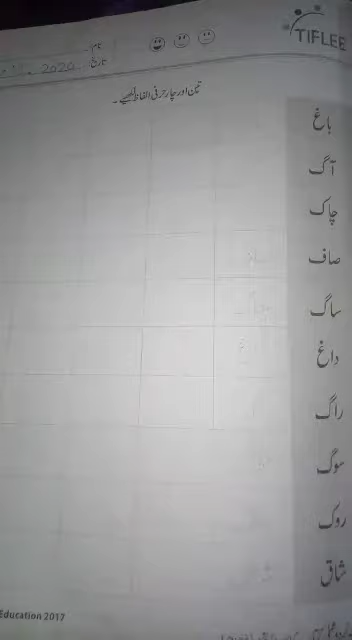 TIFLEE
نام
تاریخ 2020
تین اور چار حرفی الفاظ لکھیے۔
باغ
آگ
چاک
صاف
ساگ
داغ
راگ
سوگ
روک
شاق
Education 2017